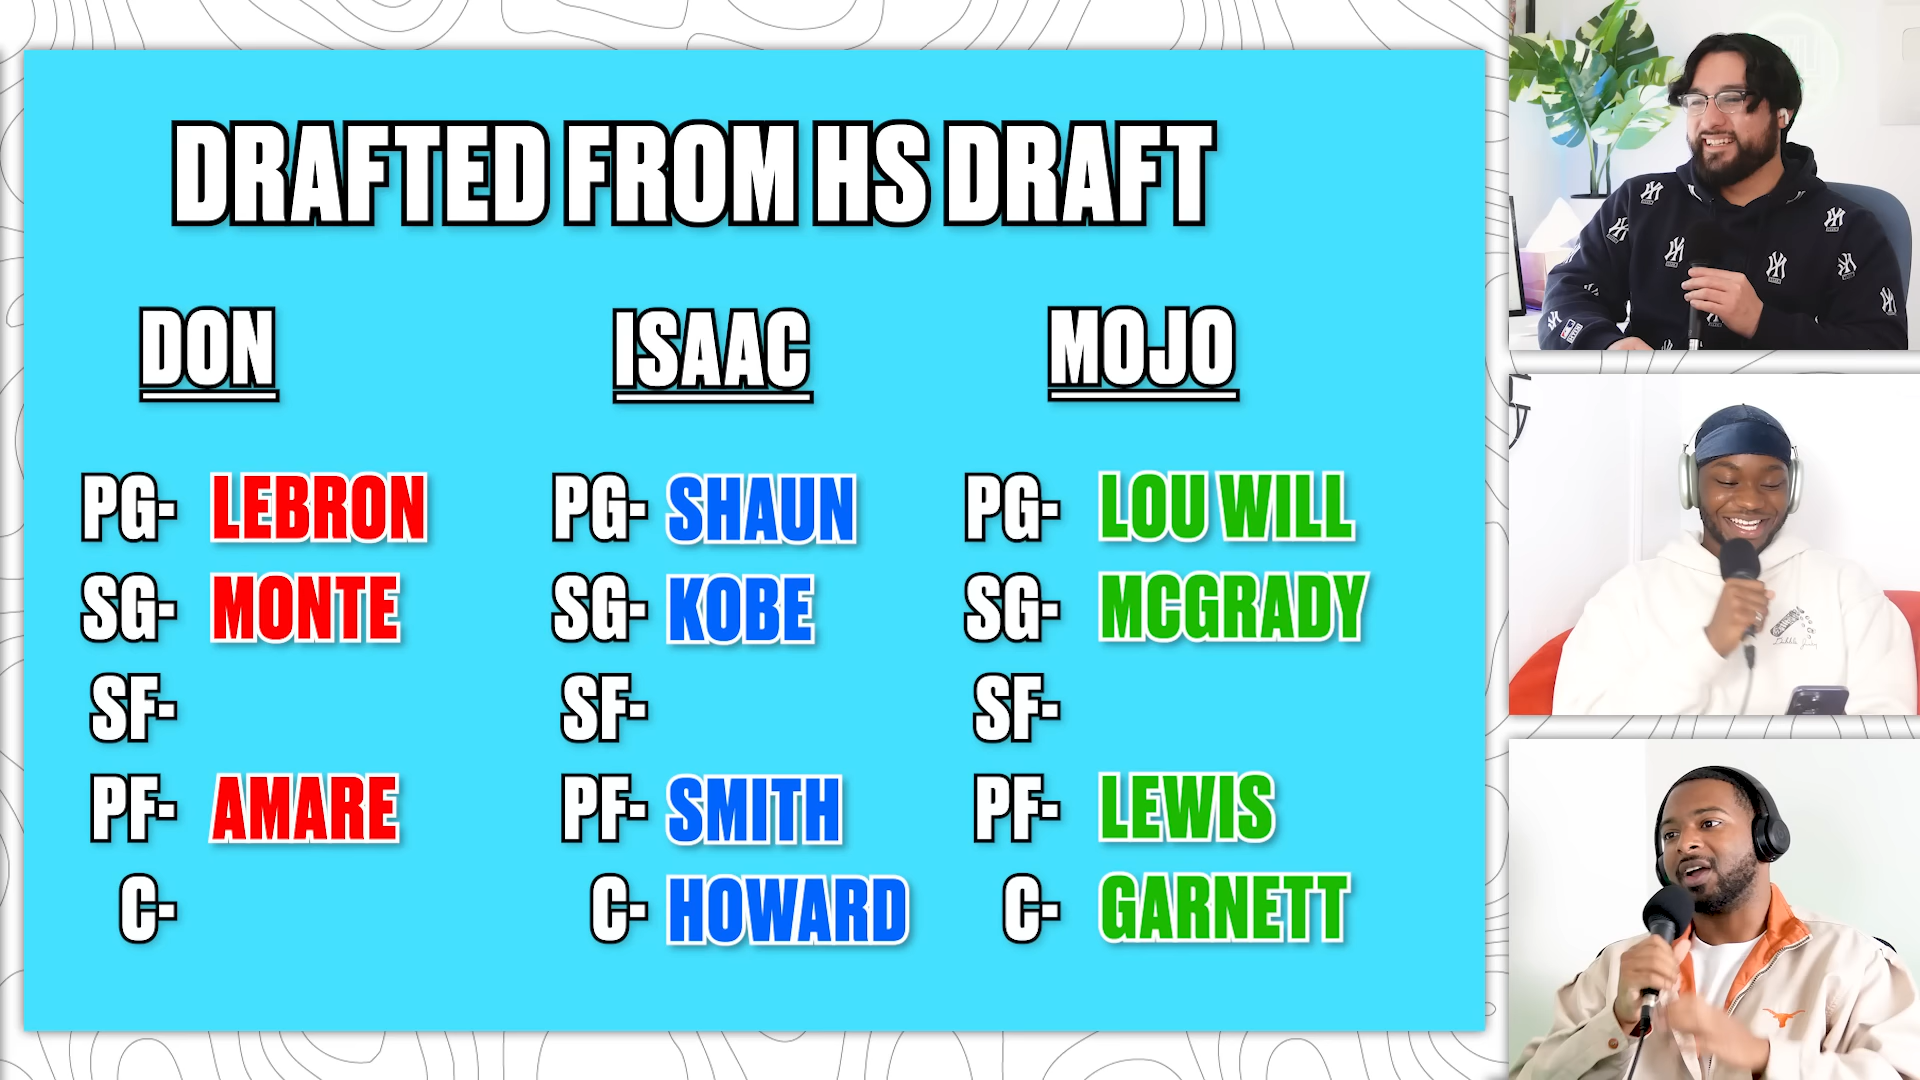 DRAFTED FROM HS DRAFT
DON
PG- LEBRON
SG- MONTE
SF-
PF- AMARE
C-
ISAAC
PG- SHAUN
SG- KOBE
SF-
PF- SMITH
C- HOWARD
MOJO
PG- LOU WILL
SG- MCGRADY
SF-
PF- LEWIS
C- GARNETT